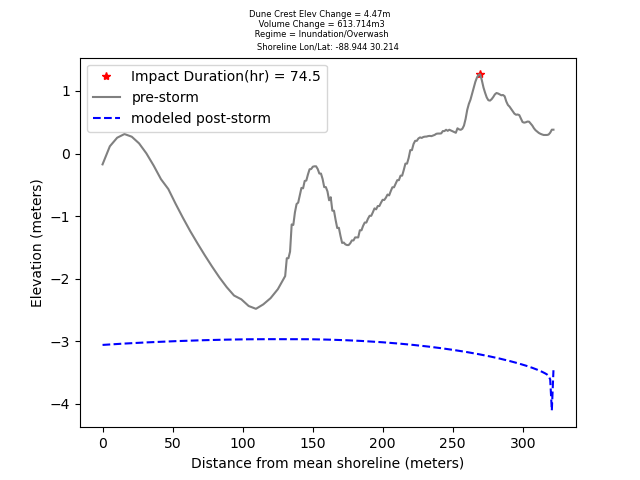 Dune Crest Elev Change = 4.47m
Volume Change = 613.714m3
Regime = Inundation/Overwash
Shoreline Lon/Lat: -88.944 30.214
Impact Duration(hr) = 74.5
pre-storm
modeled post-storm
Elevation (meters)
1
0
−1
−2
−3
−4
0 50 100 150 200 250 300
Distance from mean shoreline (meters)